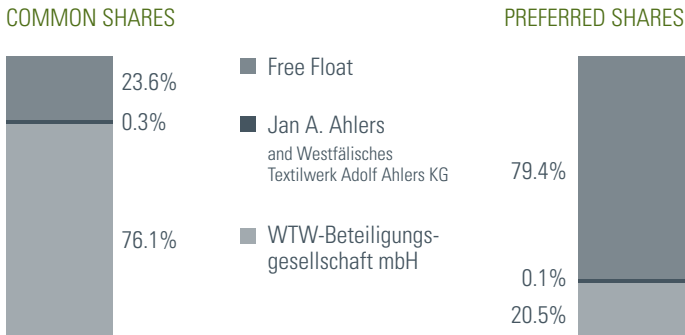 COMMON SHARES
23.6%
0.3%
76.1%
Free Float
Jan A. Ahlers
and Westfälisches
Textilwerk Adolf Ahlers KG
WTW-Beteiligungs-
gesellschaft mbH
PREFERRED SHARES
79.4%
0.1%
20.5%